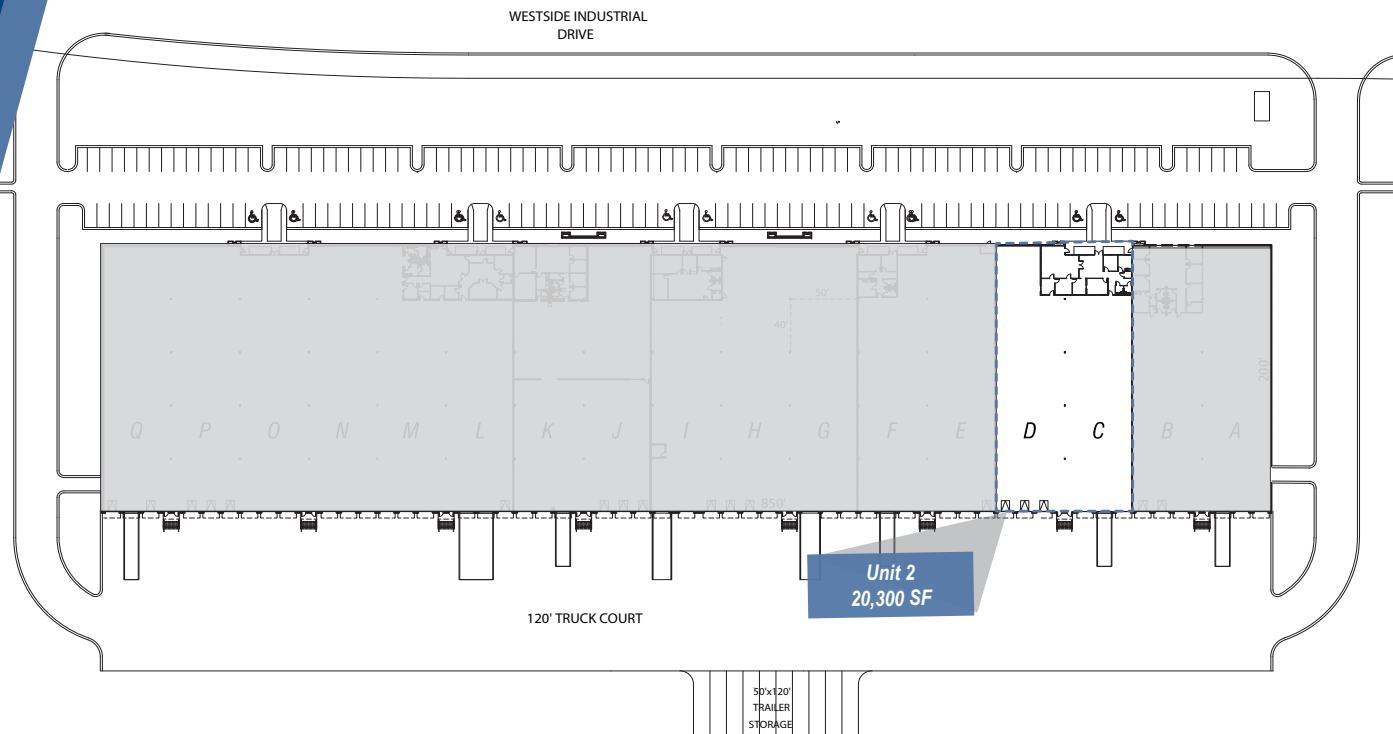 WESTSIDE INDUSTRIAL
DRIVE
50'
40'
200'
Q P O N M L K J I H G F E D C B A
850'
Unit 2
20,300 SF
120' TRUCK COURT
50'x120'
TRAILER
STORAGE